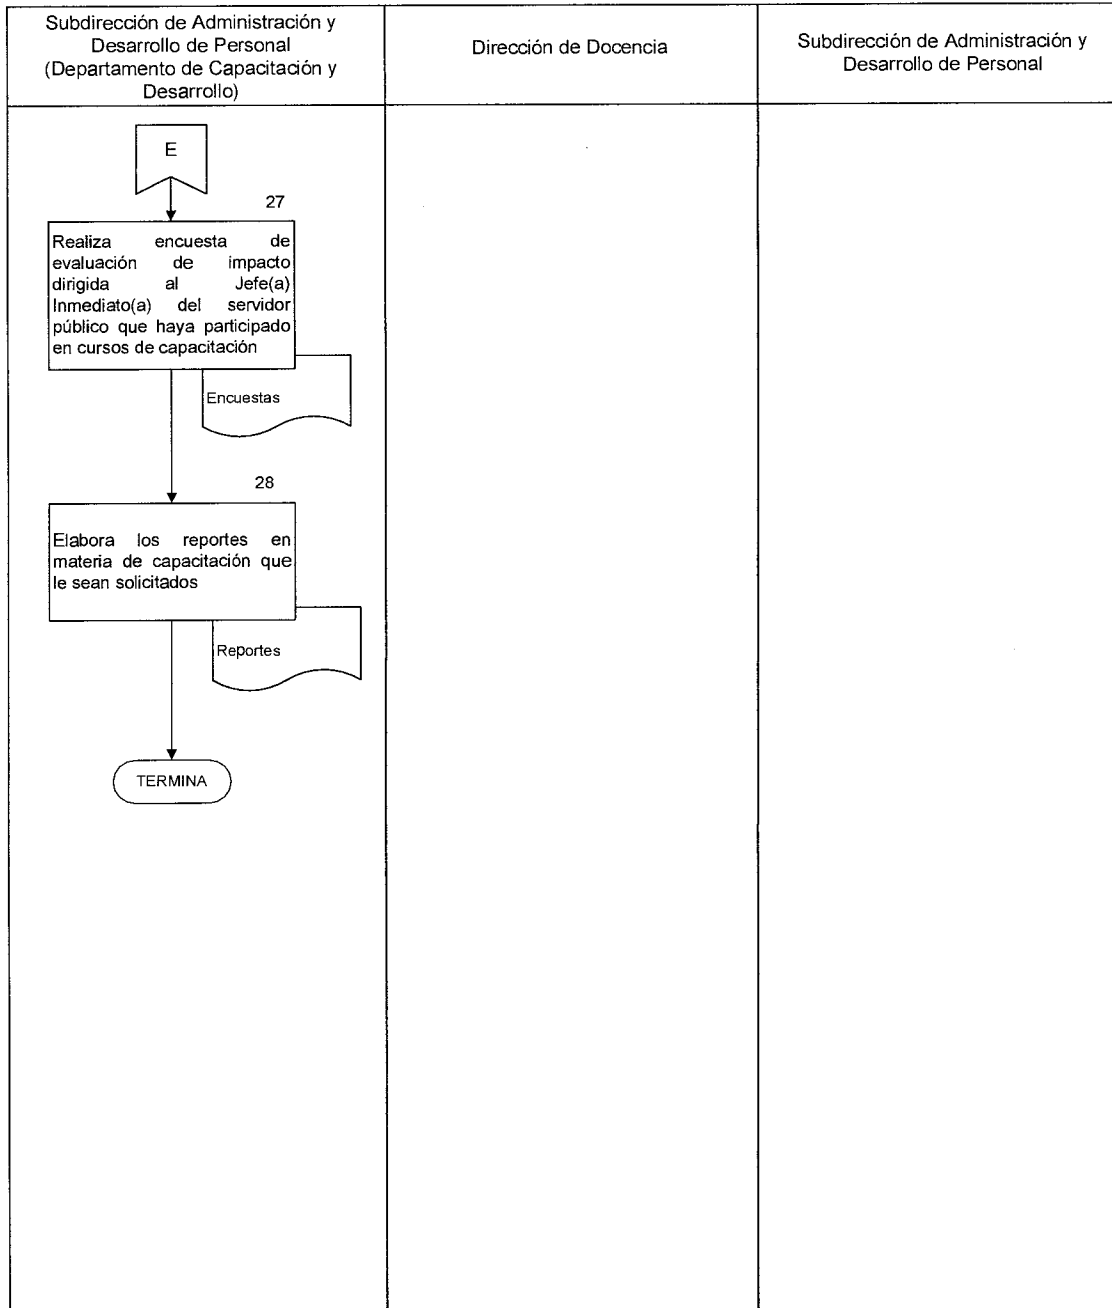 Subdirección de Administración y
Desarrollo de Personal
(Departamento de Capacitación y
Desarrollo)
Dirección de Docencia
Subdirección de Administración y
Desarrollo de Personal
E
27
Realiza encuesta de
evaluación de impacto
dirigida al Jefe(a)
Inmediato(a) del servidor
público que haya participado
en cursos de capacitación
Encuestas
28
Elabora los reportes en
materia de capacitación que
le sean solicitados
Reportes
TERMINA